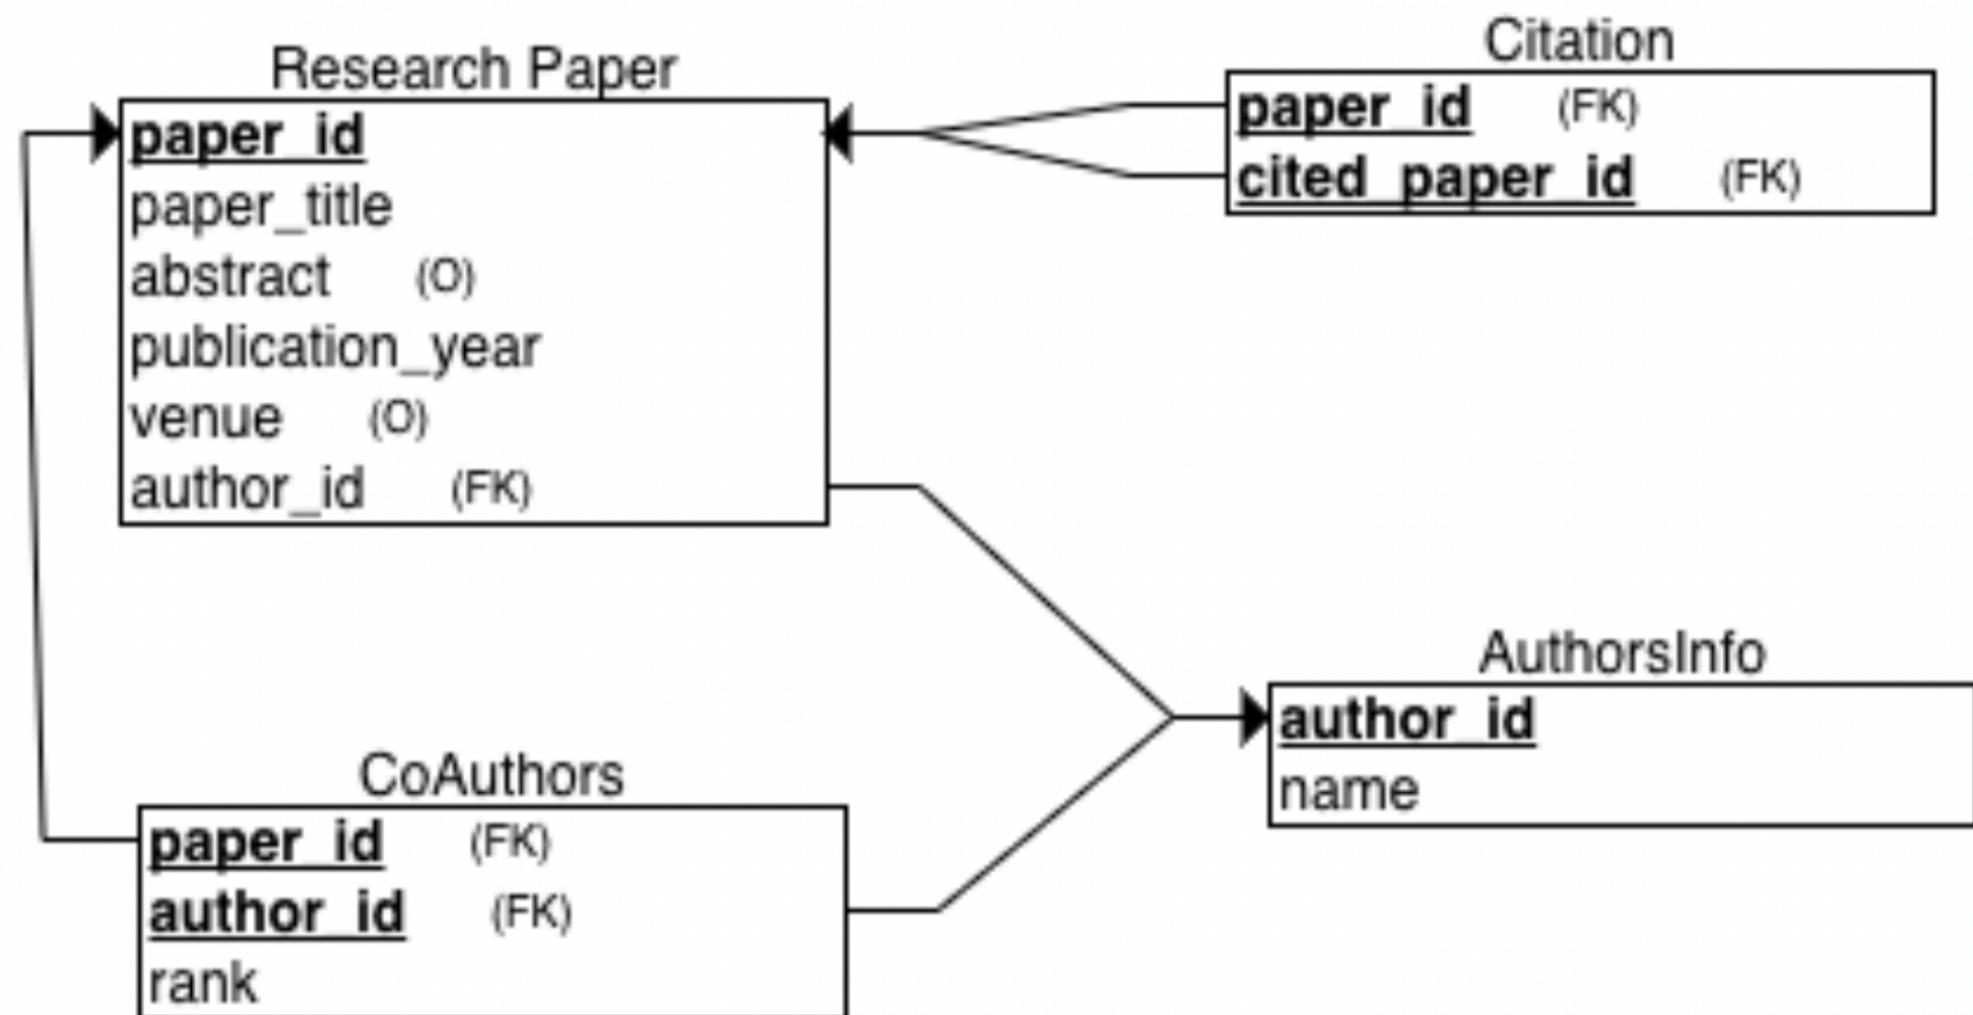 Research Paper
paper_id
paper_title
abstract (O)
publication_year
venue (O)
author_id (FK)
Citation
paper_id (FK)
cited_paper_id (FK)
CoAuthors
paper_id (FK)
author_id (FK)
rank
AuthorsInfo
author_id
name